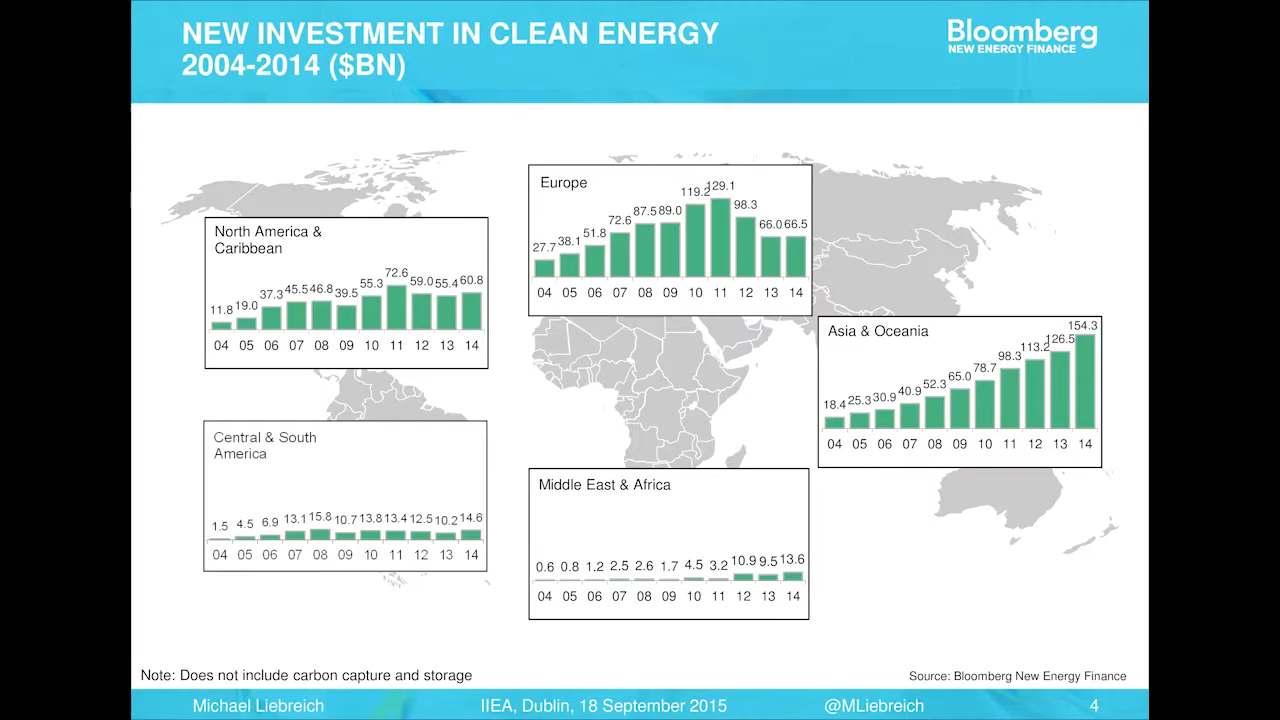 NEW INVESTMENT IN CLEAN ENERGY
2004-2014 ($BN)
Bloomberg
NEW ENERGY FINANCE
North America &
Caribbean
11.8 19.0 37.3 45.5 46.8 39.5 55.3 72.6 59.0 55.4 60.8
04 05 06 07 08 09 10 11 12 13 14
Europe
27.7 38.1 51.8 72.6 87.5 89.0 119.2 129.1 98.3 66.0 66.5
04 05 06 07 08 09 10 11 12 13 14
Asia & Oceania
18.4 25.3 30.9 40.9 52.3 65.0 78.7 98.3 113.2 126.5 154.3
04 05 06 07 08 09 10 11 12 13 14
Central & South
America
1.5 4.5 6.9 13.1 15.8 10.7 13.8 13.4 12.5 10.2 14.6
04 05 06 07 08 09 10 11 12 13 14
Middle East & Africa
0.6 0.8 1.2 2.5 2.6 1.7 4.5 3.2 10.9 9.5 13.6
04 05 06 07 08 09 10 11 12 13 14
Note: Does not include carbon capture and storage
Source: Bloomberg New Energy Finance
Michael Liebreich IIEA, Dublin, 18 September 2015 @MLiebreich 4